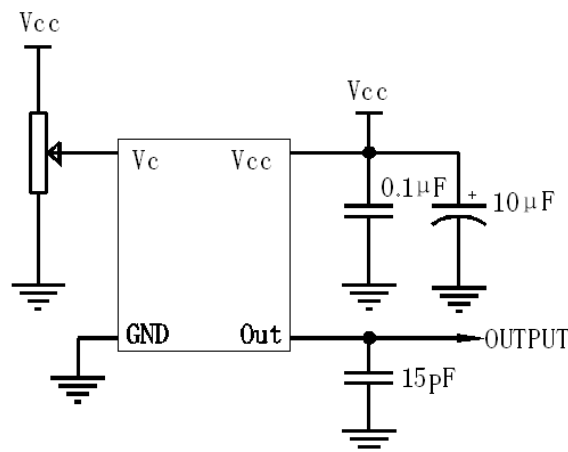 Vcc
Vcc
Vc
Vcc
0.1μF
+
10μF
GND
Out
OUTPUT
15pF